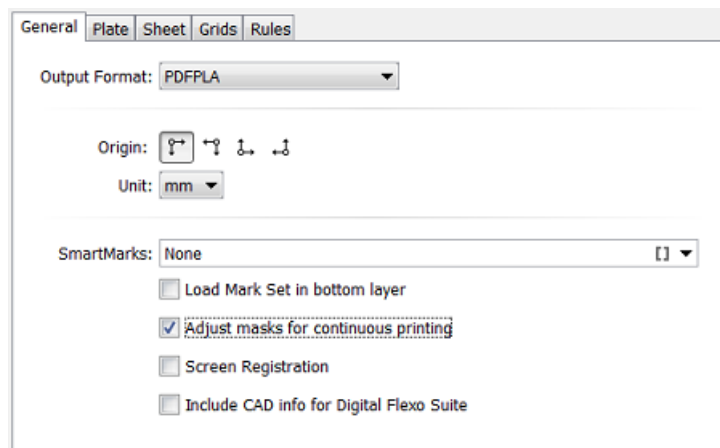 General Plate Sheet Grids Rules
Output Format: PDFPLA
Origin:
Unit: mm
SmartMarks: None []
Load Mark Set in bottom layer
Adjust masks for continuous printing
Screen Registration
Include CAD info for Digital Flexo Suite